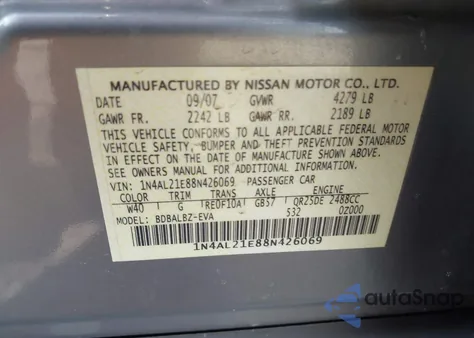 MANUFACTURED BY NISSAN MOTOR CO., LTD.
DATE 09/07 GVWR 4279 LB
GAWR FR. 2242 LB GAWR RR. 2189 LB
THIS VEHICLE CONFORMS TO ALL APPLICABLE FEDERAL MOTOR
VEHICLE SAFETY, BUMPER AND THEFT PREVENTION STANDARDS
IN EFFECT ON THE DATE OF MANUFACTURE SHOWN ABOVE.
SEE OWNERS MANUAL FOR ADDITIONAL INFORMATION
VIN: 1N4AL21E88N426069 PASSENGER CAR
COLOR TRIM TRANS AXLE ENGINE
W40 G RE0F10A GB57 QR25DE 2488CC
MODEL: BDBALBZ-EVA 532 0Z000
1N4AL21E88N426069
autoSnap